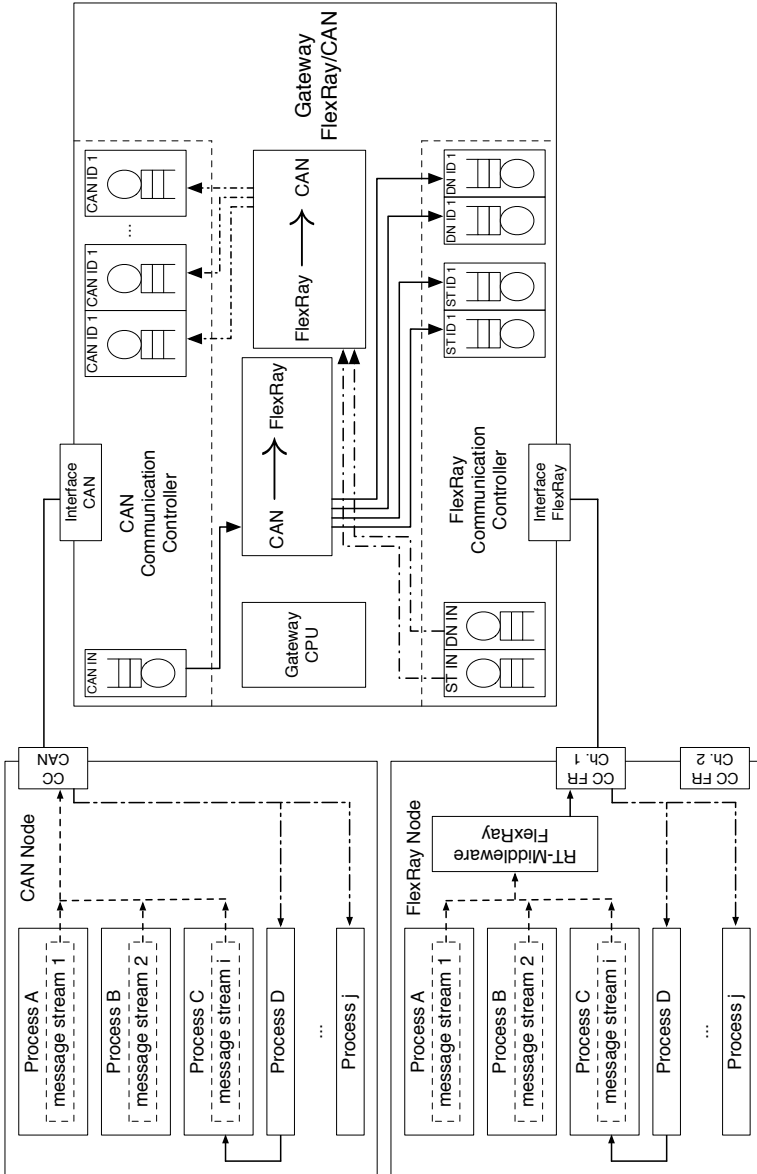 Gateway
FlexRay/CAN
CAN ID 1
...
CAN ID 1
CAN ID 1
FlexRay
CAN
DN ID 1
DN ID 1
ST ID 1
ST ID 1
Interface
CAN
CAN
Communication
Controller
CAN
FlexRay
FlexRay
Communication
Controller
Interface
FlexRay
CAN IN
Gateway
CPU
DN IN
ST IN
CC
CAN
CAN Node
Process A
message stream 1
Process B
message stream 2
Process C
message stream i
Process D
...
Process j
CC FR
Ch. 1
CC FR
Ch. 2
FlexRay Node
RT-Middleware
FlexRay
Process A
message stream 1
Process B
message stream 2
Process C
message stream i
Process D
...
Process j